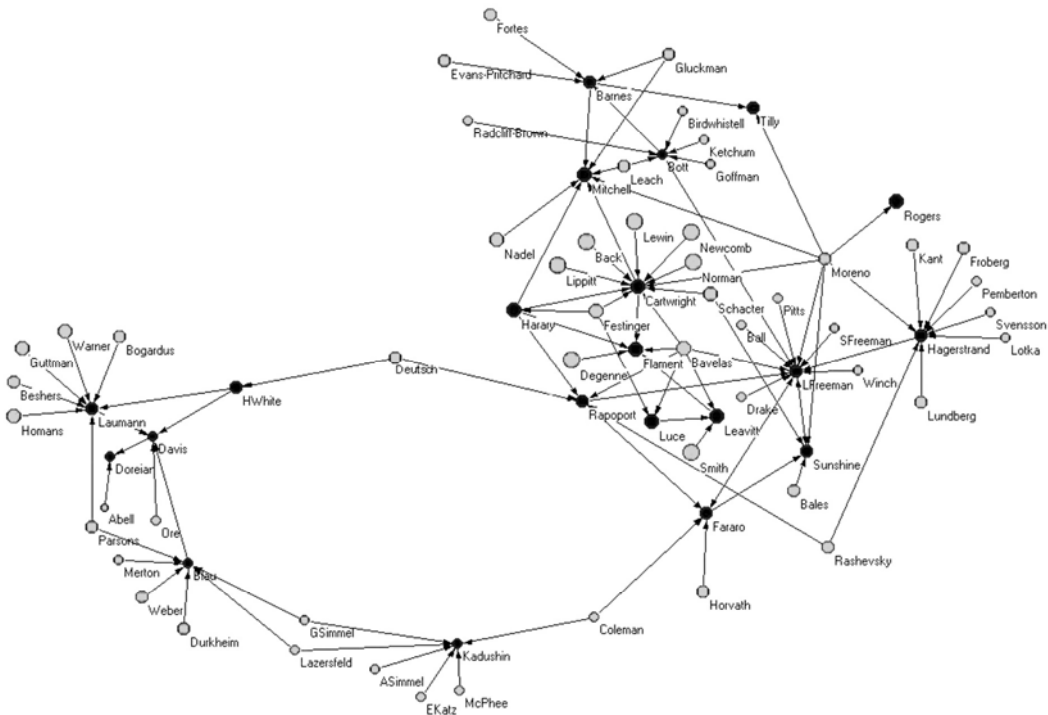 Fortes
Evans-Pritchard
Gluckman
Barnes
Tilly
Radcliff-Brown
Birdwhistell
Ketchum
Bott
Goffman
Leach
Mitchell
Rogers
Nadel
Lewin
Newcomb
Back
Norman
Moreno
Kant
Froberg
Lippitt
Cartwright
Schacter
Pitts
Pemberton
Harary
Festinger
Ball
SFreeman
Svensson
Hagerstrand
Lotka
Warner
Bogardus
Guttman
Deutsch
Degenne
Flament
Bavelas
LFreeman
Winch
Beshers
HWhite
Rapoport
Drake
Lundberg
Homans
Laumann
Luce
Leavitt
Davis
Doreian
Smith
Sunshine
Abell
Ore
Bales
Parsons
Fararo
Rashevsky
Merton
Blau
Weber
Horvath
Durkheim
GSimmel
Coleman
Lazersfeld
Kadushin
ASimmel
EKatz
McPhee